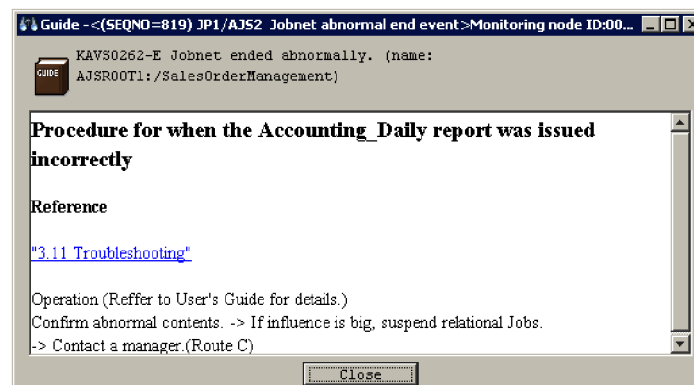 Guide -<(SEQNO=819) JP1/AJS2 Jobnet abnormal end event>Monitoring node ID:00...
GUIDE
KAVS0262-E Jobnet ended abnormally. (name:
AJSROOT1:/SalesOrderManagement)
Procedure for when the Accounting_Daily report was issued
incorrectly
Reference
"3.11 Troubleshooting"
Operation (Reffer to User's Guide for details.)
Confirm abnormal contents. -> If influence is big, suspend relational Jobs.
-> Contact a manager.(Route C)
Close